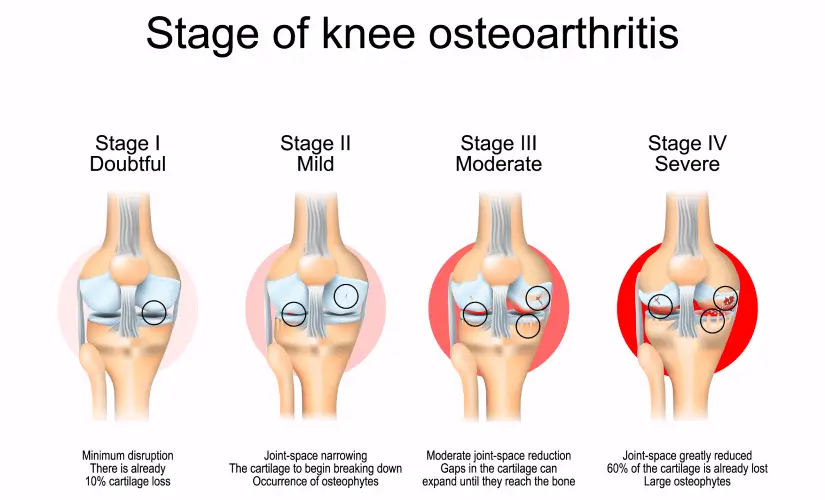 Stage of knee osteoarthritis
Stage I
Doubtful
Stage II
Mild
Stage III
Moderate
Stage IV
Severe
Minimum disruption
There is already
10% cartilage loss
Joint-space narrowing
The cartilage to begin breaking down
Occurrence of osteophytes
Moderate joint-space reduction
Gaps in the cartilage can
expand until they reach the bone
Joint-space greatly reduced
60% of the cartilage is already lost
Large osteophytes